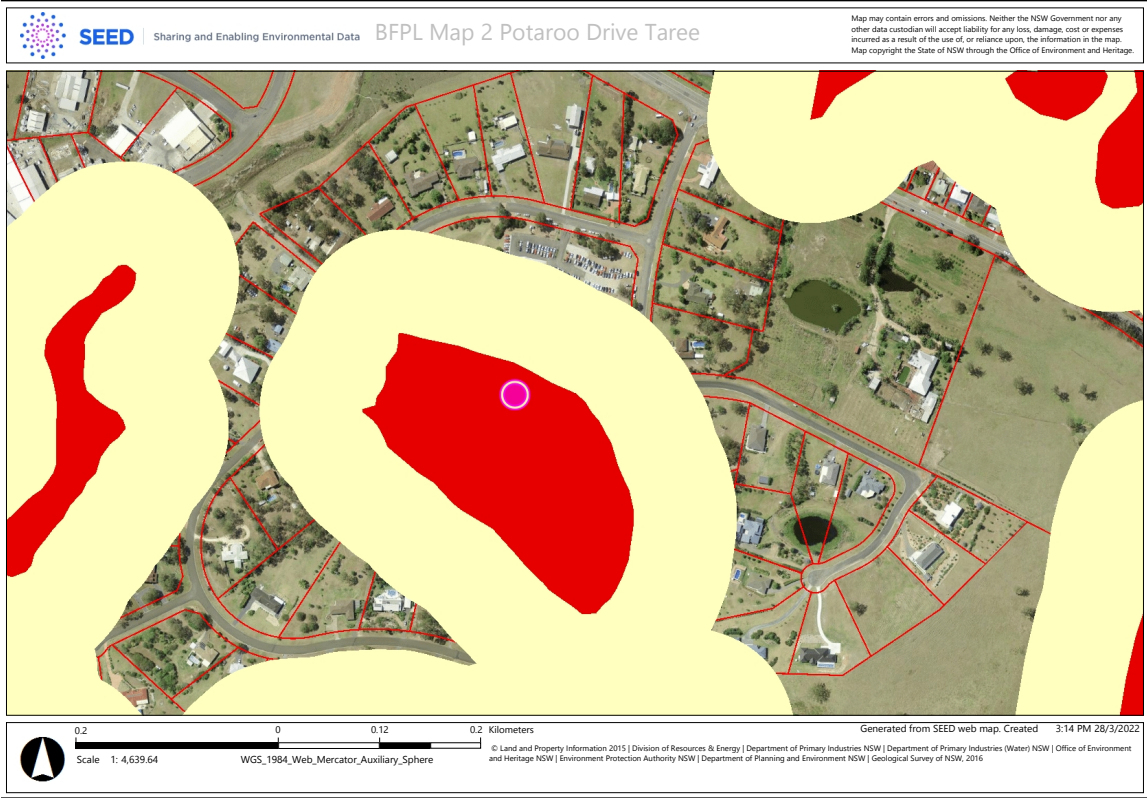 SEED
Sharing and Enabling Environmental Data
BFPL Map 2 Potaroo Drive Taree
Map may contain errors and omissions. Neither the NSW Government nor any
other data custodian will accept liability for any loss, damage, cost or expenses
incurred as a result of the use of, or reliance upon, the information in the map.
Map copyright the State of NSW through the Office of Environment and Heritage.
0.2 0 0.12 0.2 Kilometers
Scale 1: 4,639.64 WGS_1984_Web_Mercator_Auxiliary_Sphere
Generated from SEED web map. Created 3:14 PM 28/3/2022
© Land and Property Information 2015 | Division of Resources & Energy | Department of Primary Industries NSW | Department of Primary Industries (Water) NSW | Office of Environment
and Heritage NSW | Environment Protection Authority NSW | Department of Planning and Environment NSW | Geological Survey of NSW, 2016